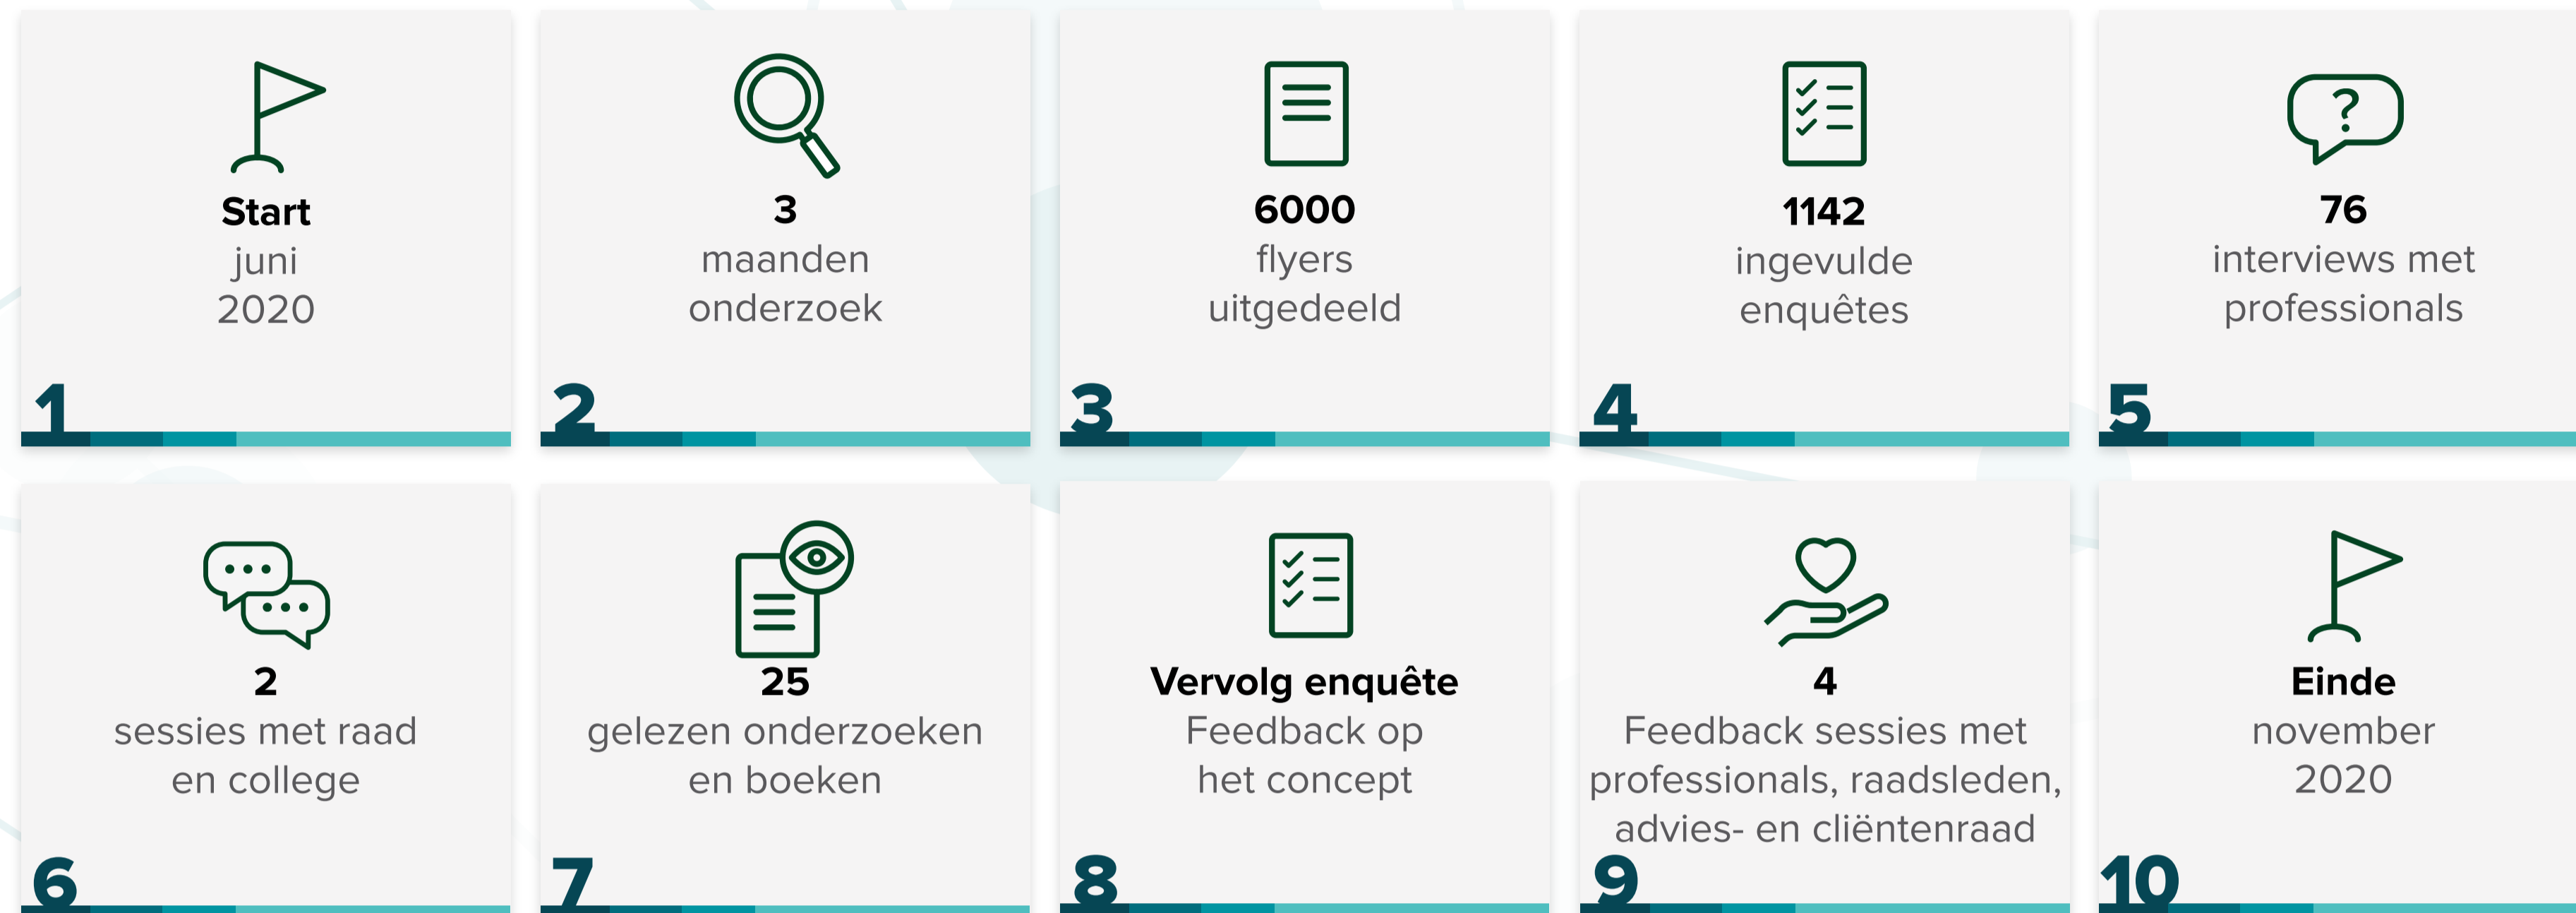 Start
juni
2020
1
3
maanden
onderzoek
2
6000
flyers
uitgedeeld
3
1142
ingevulde
enquêtes
4
?
76
interviews met
professionals
5
2
sessies met raad
en college
6
25
gelezen onderzoeken
en boeken
7
Vervolg enquête
Feedback op
het concept
8
4
Feedback sessies met
professionals, raadsleden,
advies- en cliëntenraad
9
Einde
november
2020
10